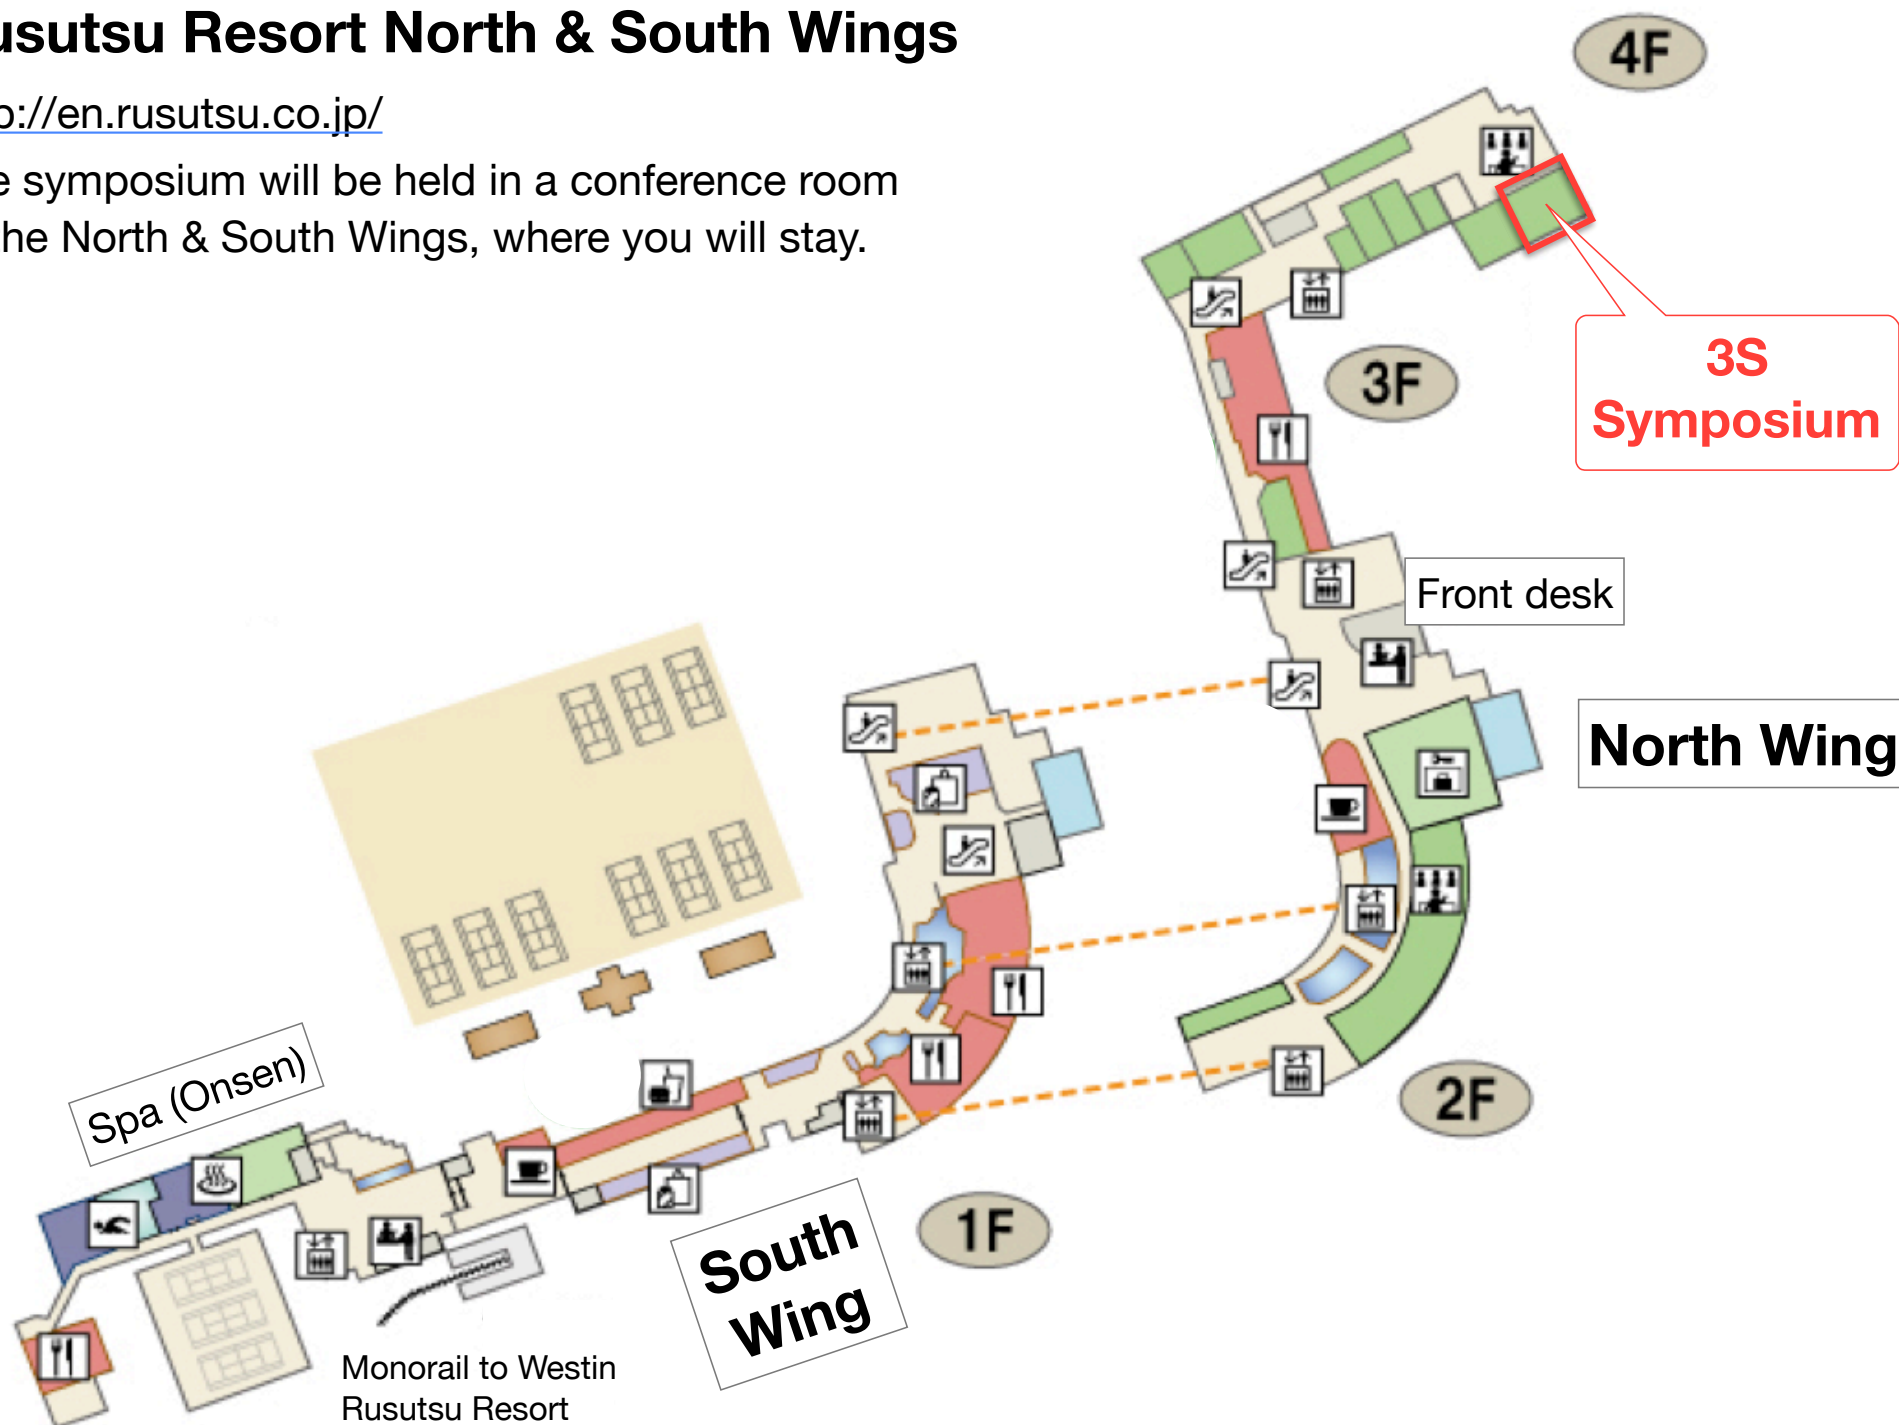 usutsu Resort North & South Wings
p://en.rusutsu.co.jp/
e symposium will be held in a conference room
he North & South Wings, where you will stay.
4F
3S
Symposium
3F
Front desk
North Wing
2F
Spa (Onsen)
1F
South
Wing
Monorail to Westin
Rusutsu Resort